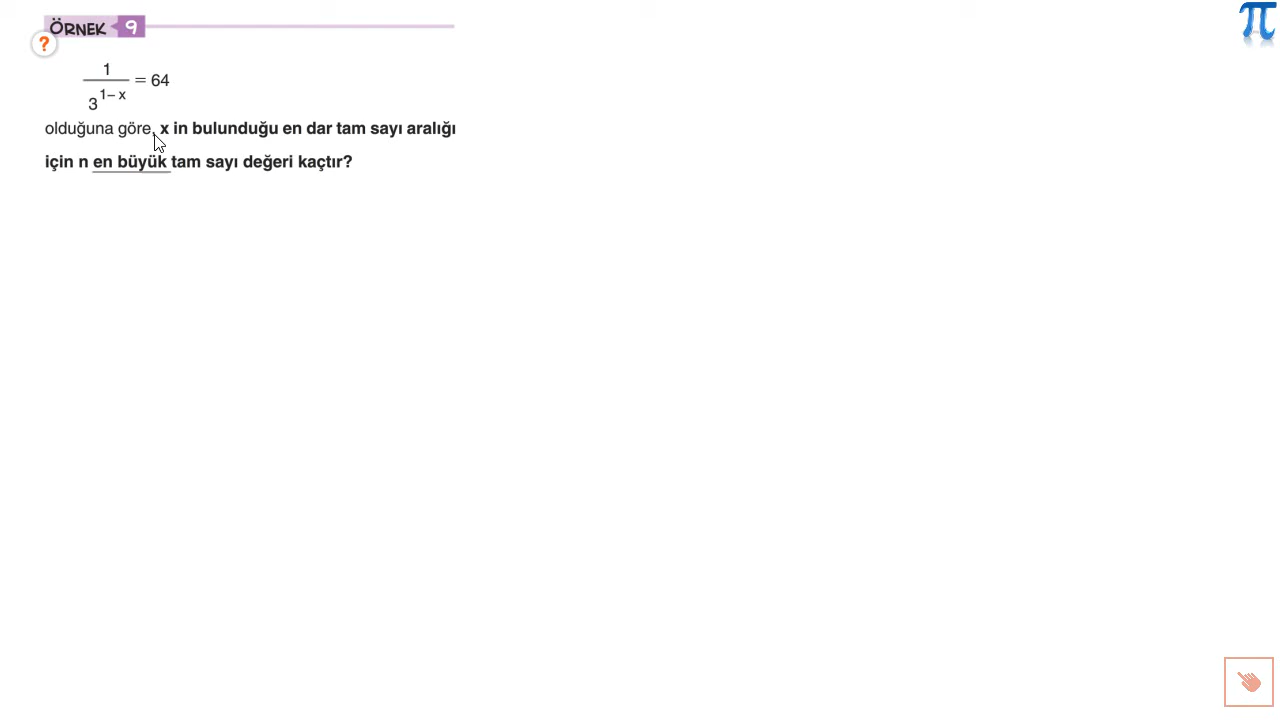 ÖRNEK 9
?
1
3^{1–x} = 64
olduğuna göre, x in bulunduğu en dar tam sayı aralığı
için n en büyük tam sayı değeri kaçtır?
π